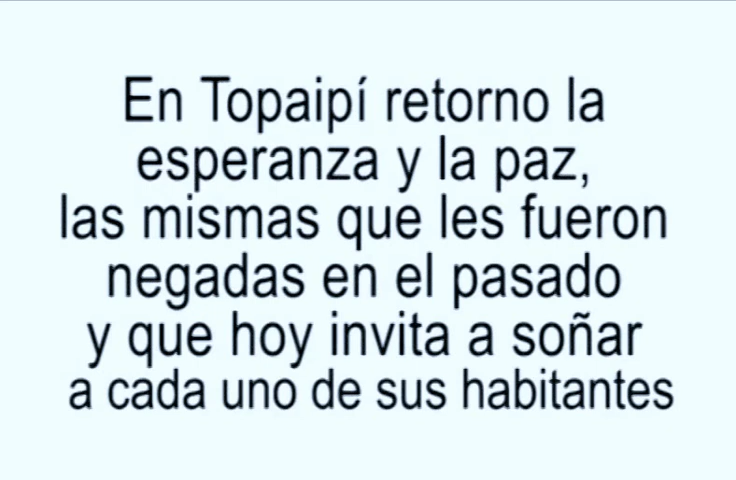 En Topaipí retorno la
esperanza y la paz,
las mismas que les fueron
negadas en el pasado
y que hoy invita a soñar
a cada uno de sus habitantes